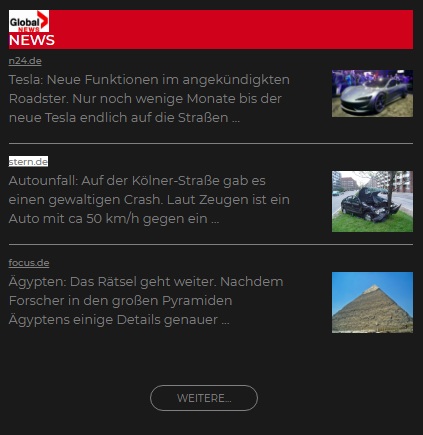 Global
NEWS
NEWS
n24.de
Tesla: Neue Funktionen im angekündigkten
Roadster. Nur noch wenige Monate bis der
neue Tesla endlich auf die Straßen ...
stern.de
Autounfall: Auf der Kölner-Straße gab es
einen gewaltigen Crash. Laut Zeugen ist ein
Auto mit ca 50 km/h gegen ein ...
focus.de
Ägypten: Das Rätsel geht weiter. Nachdem
Forscher in den großen Pyramiden
Ägyptens einige Details genauer ...
WEITERE...